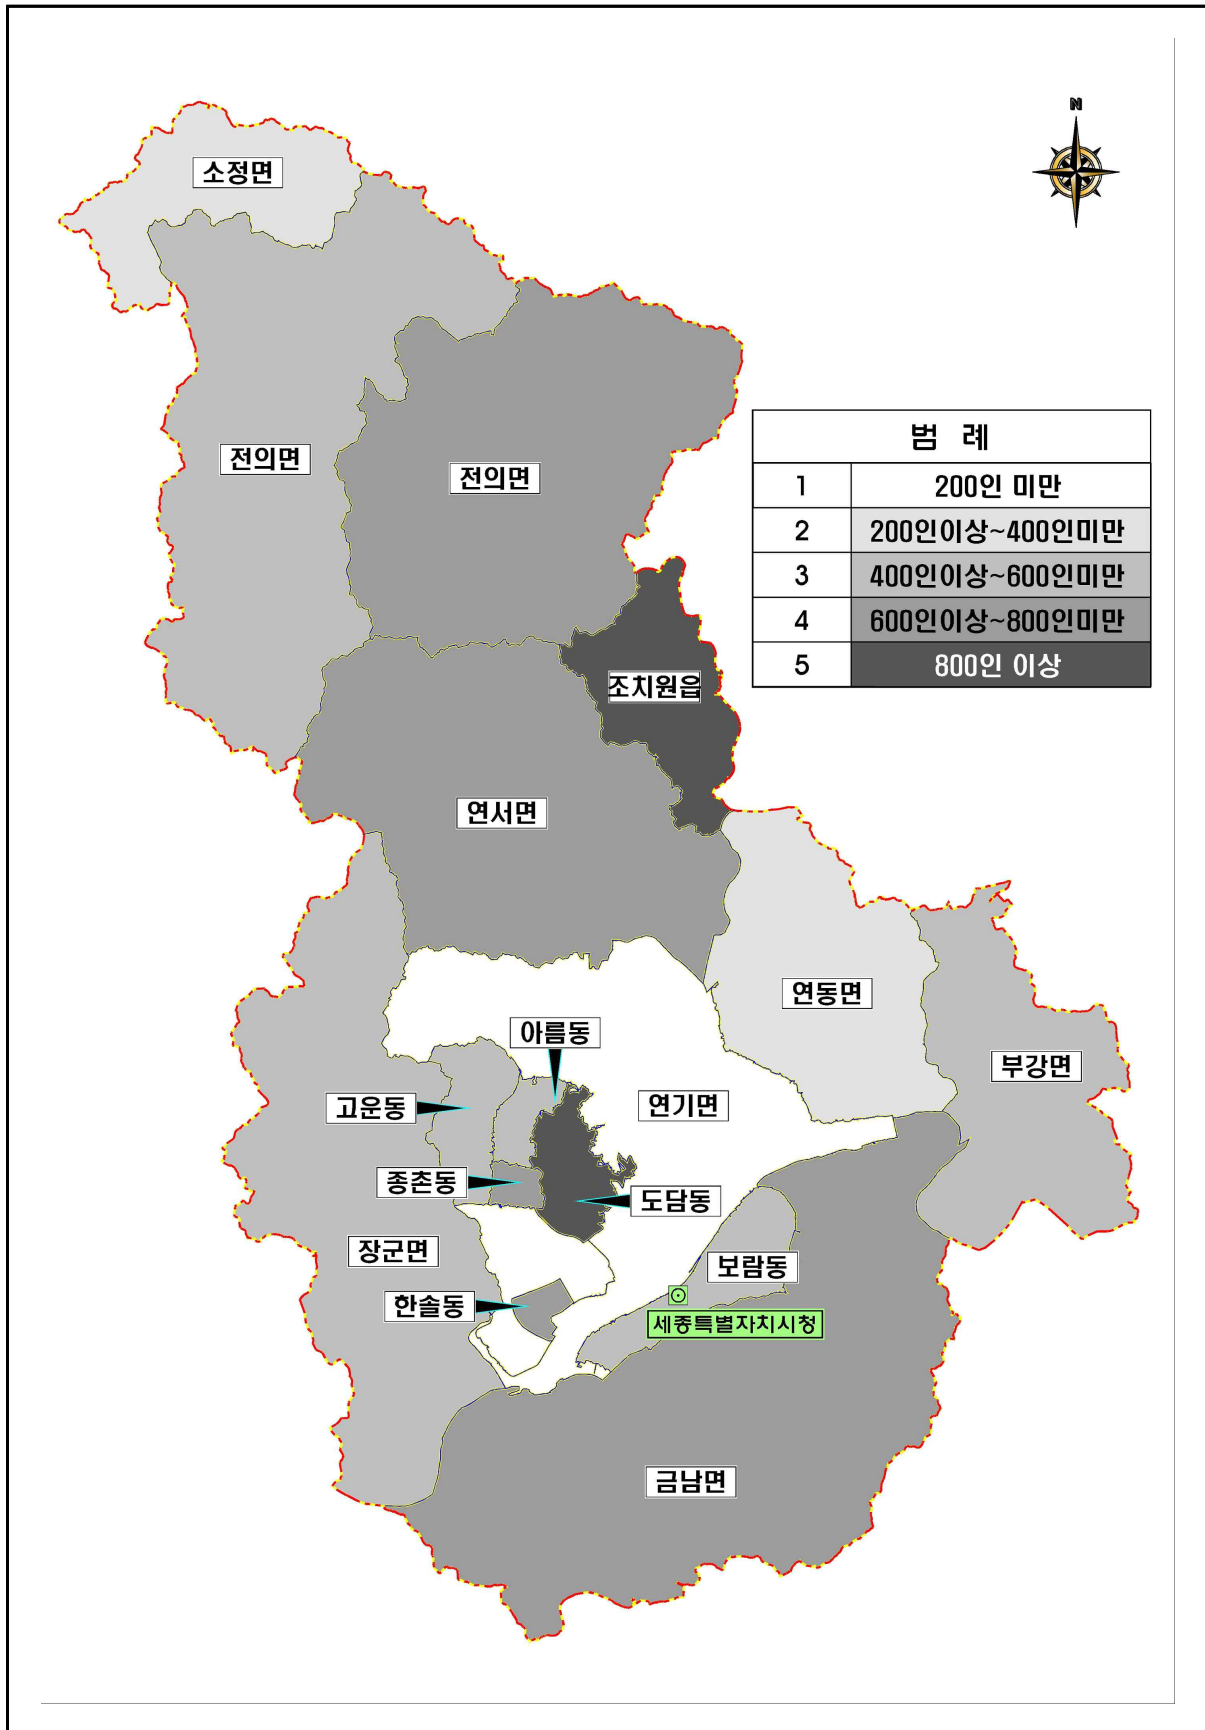 N
소정면
전의면
전의면
범 례
1 200인 미만
2 200인이상~400인미만
3 400인이상~600인미만
4 600인이상~800인미만
5 800인 이상
조치원읍
연서면
연동면
아름동
부강면
고운동
연기면
종촌동
도담동
장군면
보람동
한솔동
세종특별자치시청
금남면